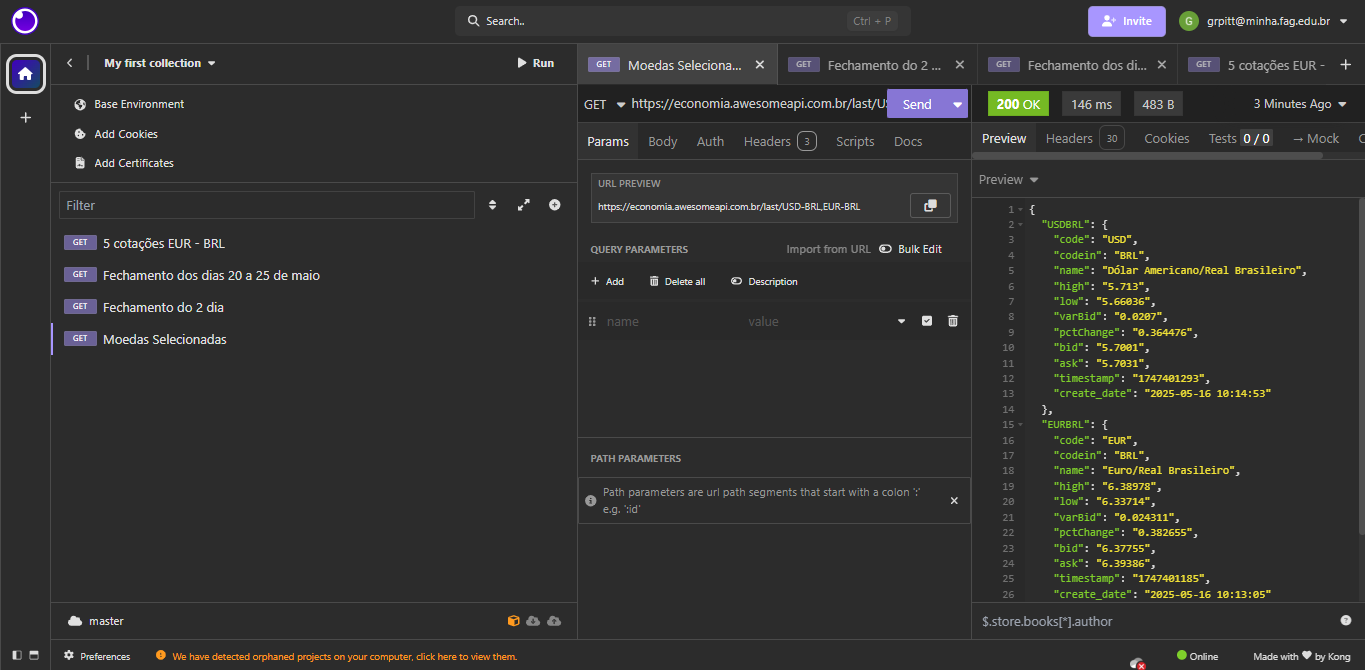 Search..
Ctrl + P
Invite
G
grpitt@minha.fag.edu.br
My first collection
Run
Base Environment
Add Cookies
Add Certificates
Filter
GET 5 cotações EUR - BRL
GET Fechamento dos dias 20 a 25 de maio
GET Fechamento do 2 dia
GET Moedas Selecionadas
master
Preferences
We have detected orphaned projects on your computer, click here to view them.
GET Moedas Seleciona...
GET Fechamento do 2 ...
GET Fechamento dos di...
GET 5 cotações EUR -
GET https://economia.awesomeapi.com.br/last/US
Send
Params
Body
Auth
Headers 3
Scripts
Docs
URL PREVIEW
https://economia.awesomeapi.com.br/last/USD-BRL,EUR-BRL
QUERY PARAMETERS
Import from URL
Bulk Edit
Add
Delete all
Description
name
value
PATH PARAMETERS
Path parameters are url path segments that start with a colon ':'
e.g. ':id'
200 OK
146 ms
483 B
3 Minutes Ago
Preview
Headers 30
Cookies
Tests 0 / 0
→ Mock
Preview
1 {
2 "USDBRL": {
3 "code": "USD",
4 "codein": "BRL",
5 "name": "Dólar Americano/Real Brasileiro",
6 "high": "5.713",
7 "low": "5.66036",
8 "varBid": "0.0207",
9 "pctChange": "0.364476",
10 "bid": "5.7001",
11 "ask": "5.7031",
12 "timestamp": "1747401293",
13 "create_date": "2025-05-16 10:14:53"
14 },
15 "EURBRL": {
16 "code": "EUR",
17 "codein": "BRL",
18 "name": "Euro/Real Brasileiro",
19 "high": "6.38978",
20 "low": "6.33714",
21 "varBid": "0.024311",
22 "pctChange": "0.382655",
23 "bid": "6.37755",
24 "ask": "6.39386",
25 "timestamp": "1747401185",
26 "create_date": "2025-05-16 10:13:05"
$.store.books[*].author
Online
Made with ♥ by Kong